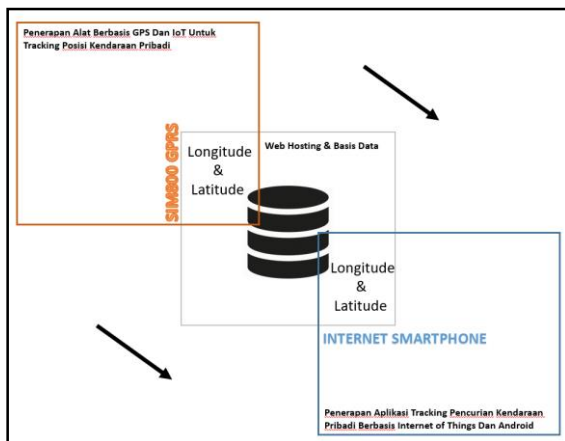 Penerapan Alat Berbasis GPS Dan IoT Untuk
Tracking Posisi Kendaraan Pribadi
SIM800 GPRS
Web Hosting & Basis Data
Longitude
&
Latitude
Longitude
&
Latitude
INTERNET SMARTPHONE
Penerapan Aplikasi Tracking Pencurian Kendaraan
Pribadi Berbasis Internet of Things Dan Android